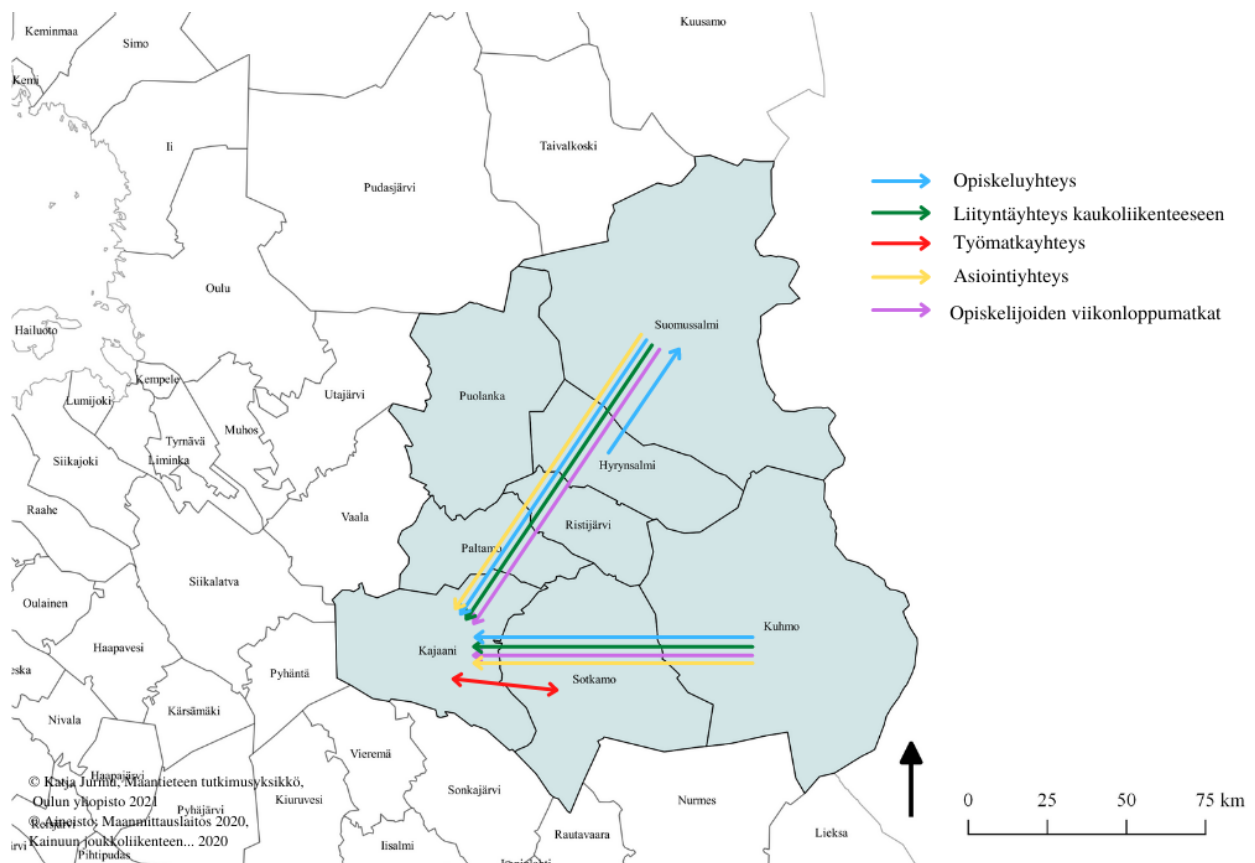 Keminmaa
Simo
Kuusamo
Kemi
Ii
Taivalkoski
Pudasjärvi
Opiskeluyhteys
Liityntäyhteys kaukoliikenteeseen
Työmatkayhteys
Asiointiyhteys
Opiskelijoiden viikonloppumatkat
Oulu
Hailuoto
Suomussalmi
Kempele
Lumijoki
Utajärvi
Puolanka
Muhos
Tyrnävä
Liminka
Siikajoki
Hyrynsalmi
Raahe
Vaala
Ristijärvi
Paltamo
Siikalatva
Oulainen
Kuhmo
Haapavesi
Kajaani
Pyhäntä
Sotkamo
Kärsämäki
Nivala
Vieremä
Haapajärvi
Sonkajärvi
Kiuruvesi
Pyhäjärvi
Nurmes
Lieksa
Rautavaara
Iisalmi
Pihtipudas
© Katja Jurmu, Maantieteen tutkimusyksikkö,
Oulun yliopisto 2021
© Aineisto: Maanmittauslaitos 2020,
Kainuun joukkoliikenteen... 2020
0 25 50 75 km